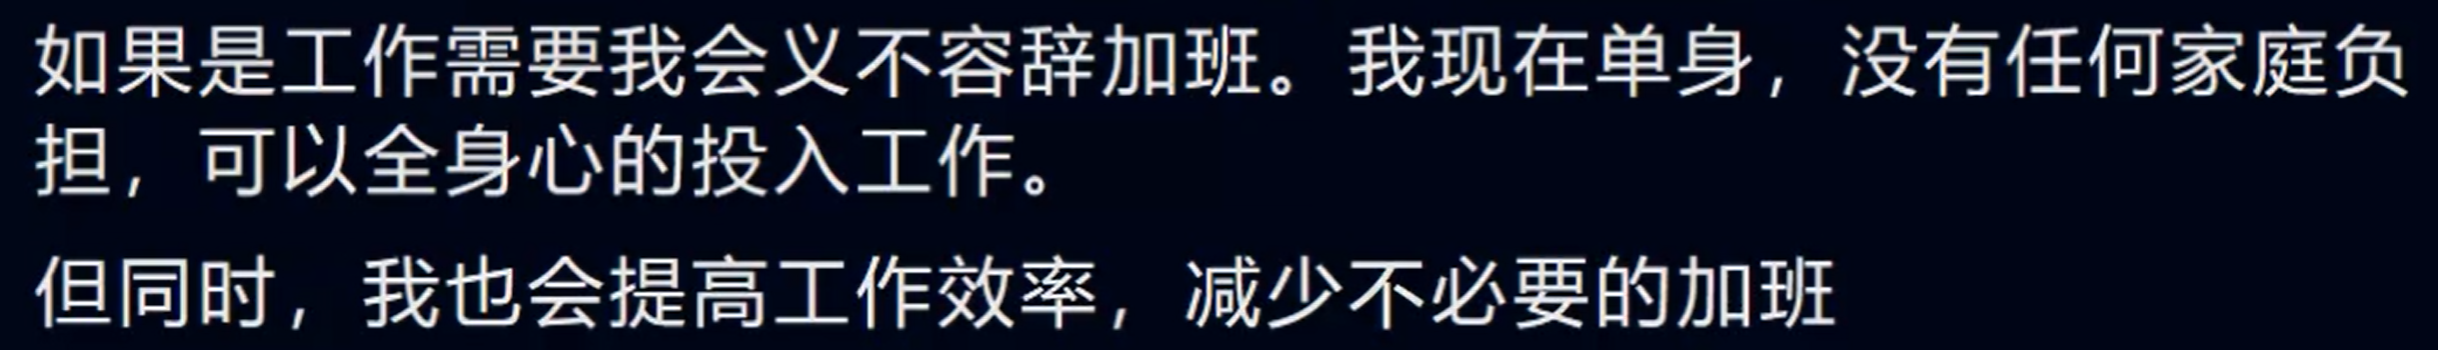 如果是工作需要我会义不容辞加班。我现在单身，没有任何家庭负
担，可以全身心的投入工作。
但同时，我也会提高工作效率，减少不必要的加班